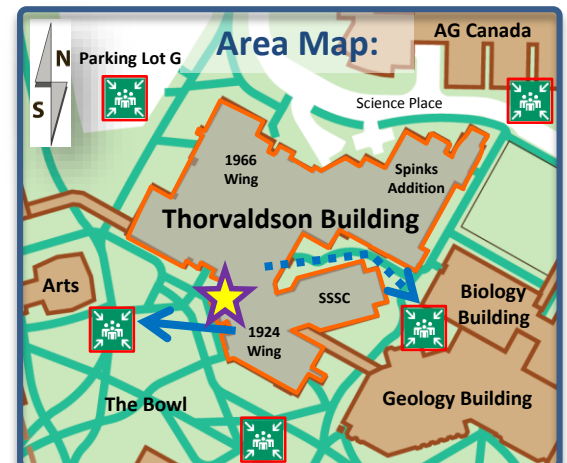 Area Map:
AG Canada
N
S
Parking Lot G
Science Place
1966
Wing
Spinks
Addition
Thorvaldson Building
Arts
SSSC
Biology
Building
1924
Wing
The Bowl
Geology Building